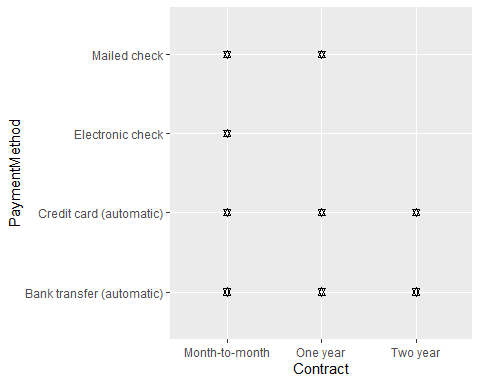 Mailed check
Electronic check
Credit card (automatic)
Bank transfer (automatic)
PaymentMethod
Month-to-month
One year
Two year
Contract